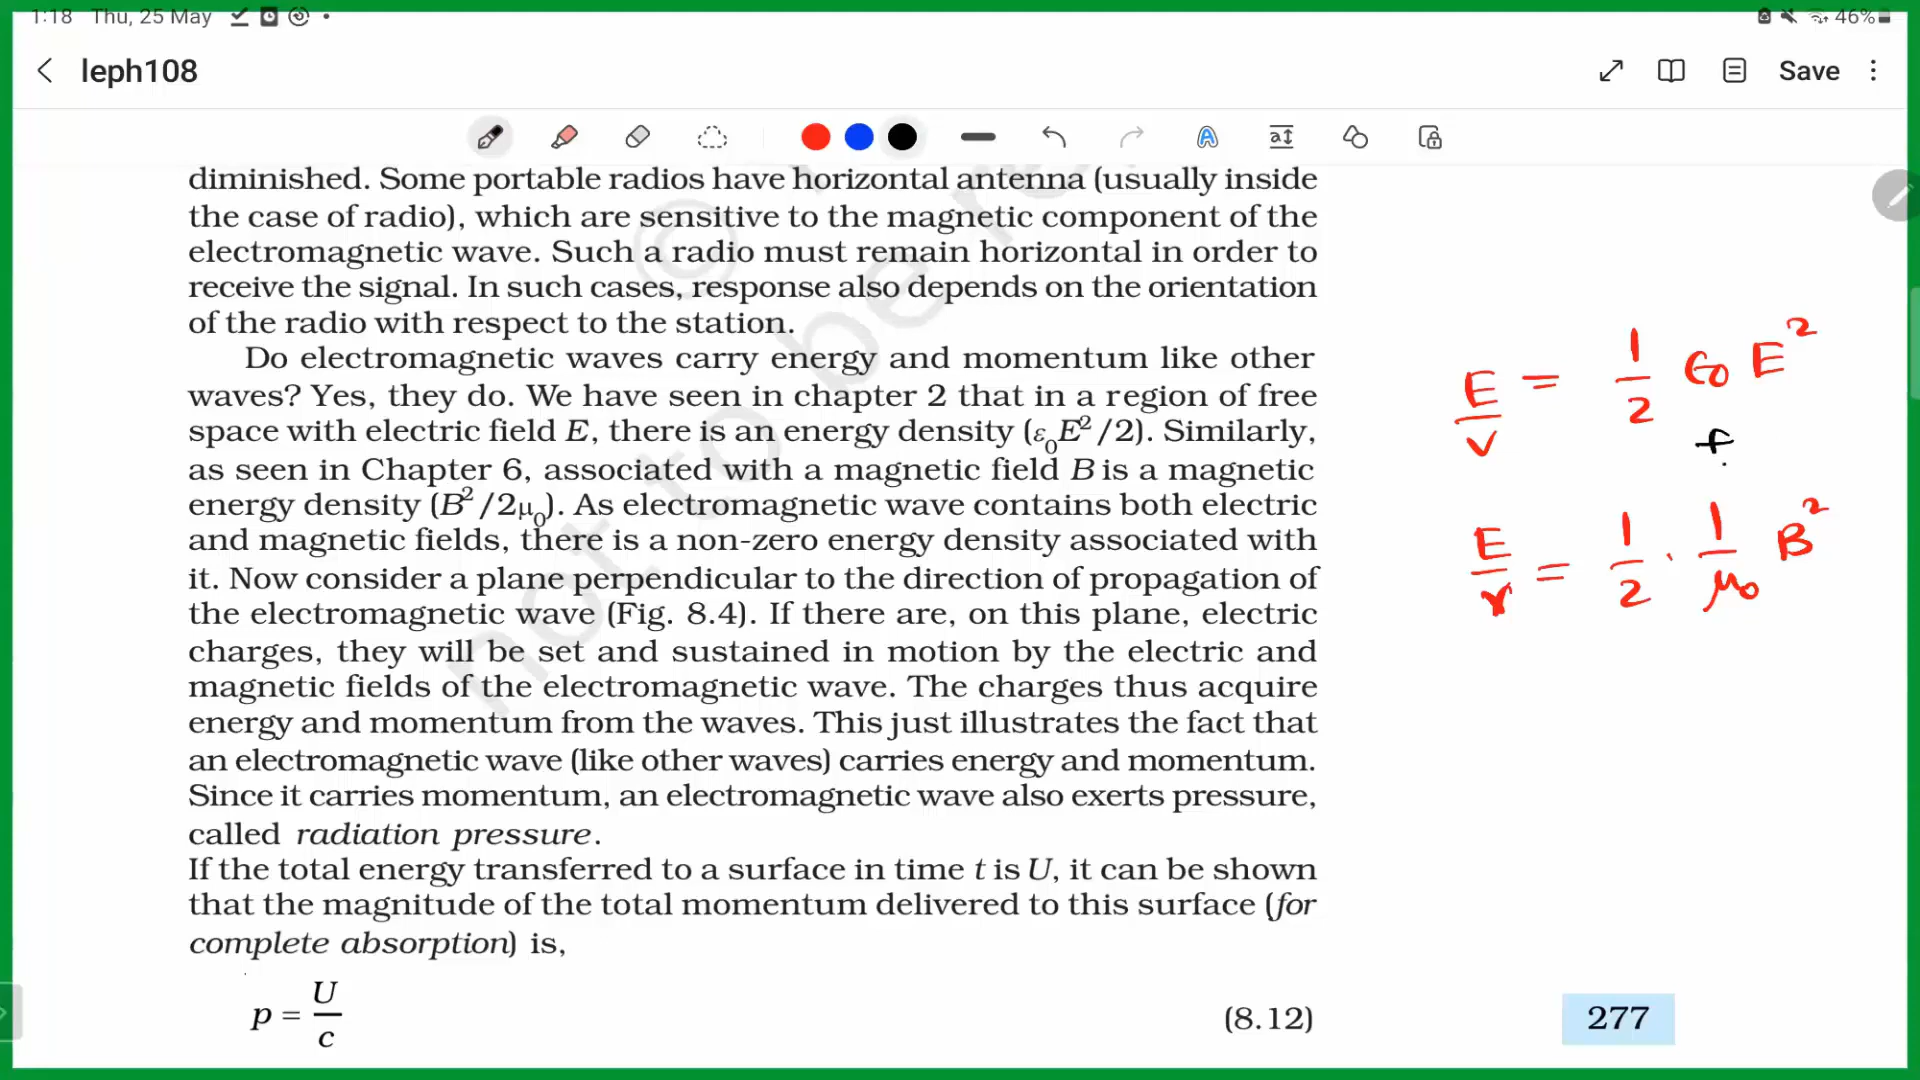 1:18 Thu, 25 May
46%
leph108
Save
diminished. Some portable radios have horizontal antenna (usually inside
the case of radio), which are sensitive to the magnetic component of the
electromagnetic wave. Such a radio must remain horizontal in order to
receive the signal. In such cases, response also depends on the orientation
of the radio with respect to the station.
Do electromagnetic waves carry energy and momentum like other
waves? Yes, they do. We have seen in chapter 2 that in a region of free
space with electric field E, there is an energy density (ε₀E²/2). Similarly,
as seen in Chapter 6, associated with a magnetic field B is a magnetic
energy density (B²/2μ₀). As electromagnetic wave contains both electric
and magnetic fields, there is a non-zero energy density associated with
it. Now consider a plane perpendicular to the direction of propagation of
the electromagnetic wave (Fig. 8.4). If there are, on this plane, electric
charges, they will be set and sustained in motion by the electric and
magnetic fields of the electromagnetic wave. The charges thus acquire
energy and momentum from the waves. This just illustrates the fact that
an electromagnetic wave (like other waves) carries energy and momentum.
Since it carries momentum, an electromagnetic wave also exerts pressure,
called radiation pressure.
If the total energy transferred to a surface in time t is U, it can be shown
that the magnitude of the total momentum delivered to this surface (for
complete absorption) is,
p = U/c (8.12)
277
E/V = 1/2 ε₀ E²
+
E/V = 1/2 · 1/μ₀ B²
© not to be re